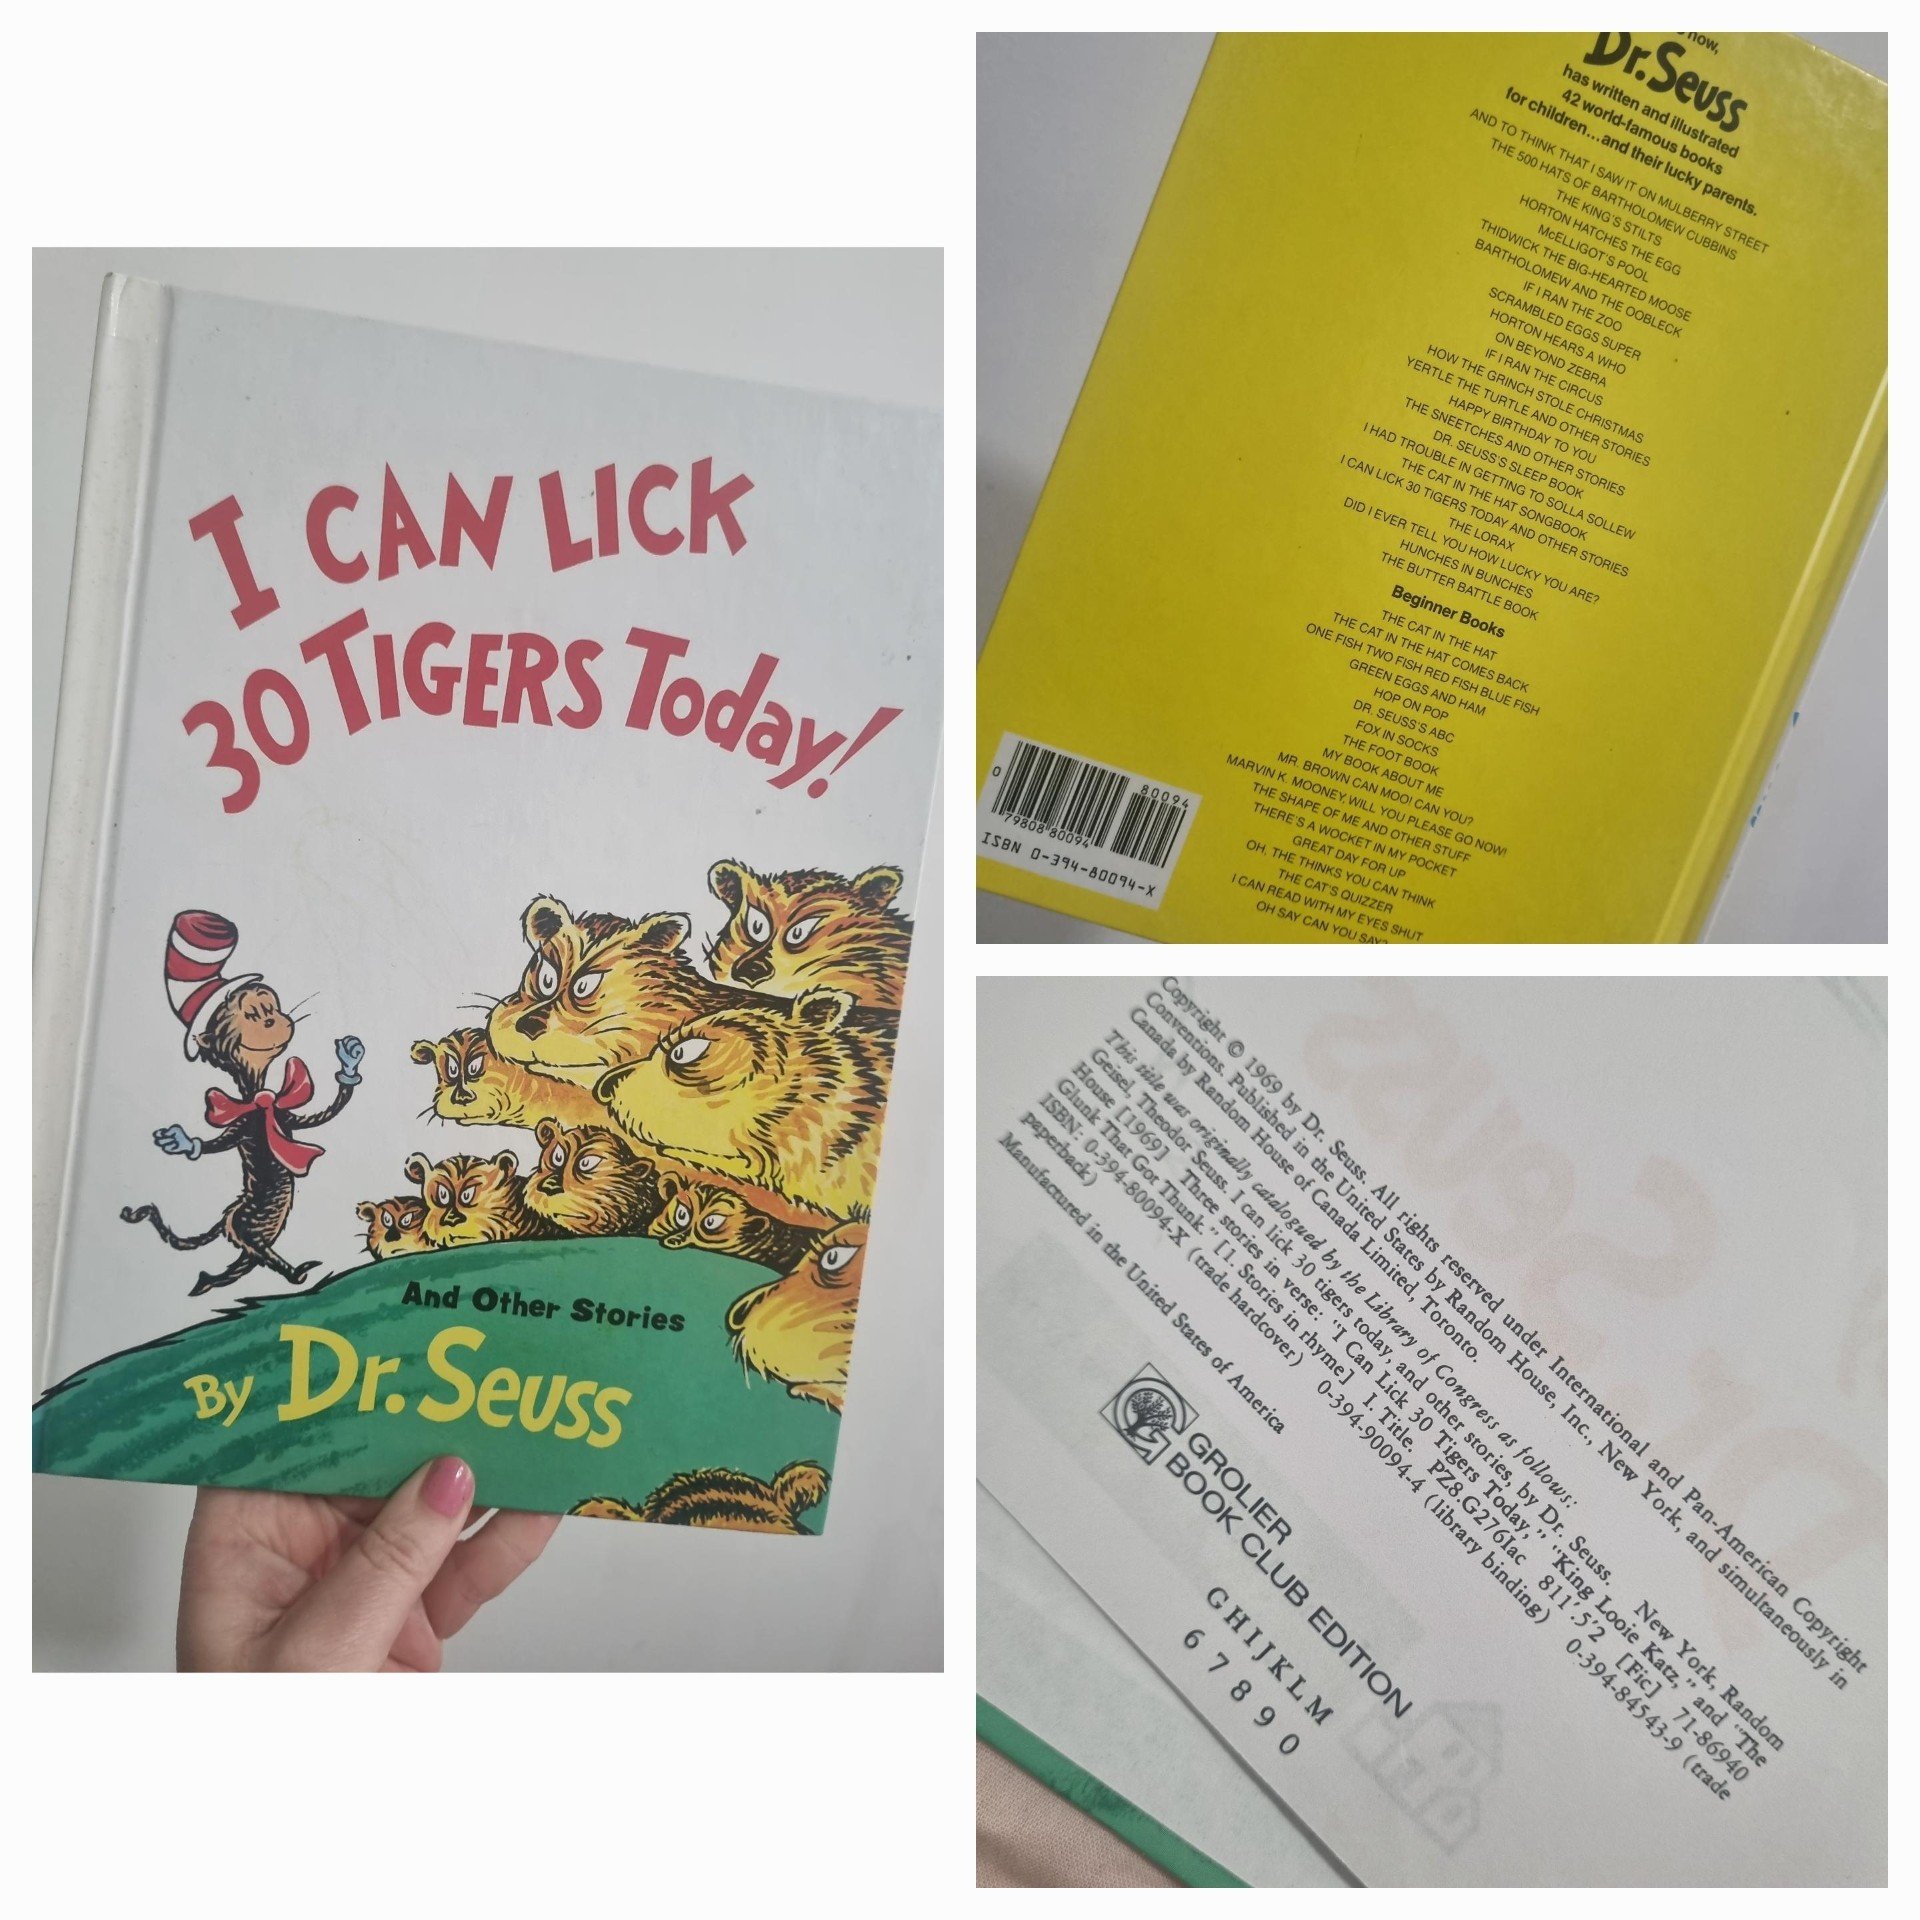 I CAN LICK
30 TIGERS Today!
And Other Stories
By Dr. Seuss
now,
Dr. Seuss
has written and illustrated
42 world-famous books
for children...and their lucky parents.
AND TO THINK THAT I SAW IT ON MULBERRY STREET
THE 500 HATS OF BARTHOLOMEW CUBBINS
THE KING'S STILTS
HORTON HATCHES THE EGG
McELLIGOT'S POOL
THIDWICK THE BIG-HEARTED MOOSE
BARTHOLOMEW AND THE OOBLECK
IF I RAN THE ZOO
SCRAMBLED EGGS SUPER
HORTON HEARS A WHO
ON BEYOND ZEBRA
IF I RAN THE CIRCUS
HOW THE GRINCH STOLE CHRISTMAS
YERTLE THE TURTLE AND OTHER STORIES
HAPPY BIRTHDAY TO YOU
THE SNEETCHES AND OTHER STORIES
DR. SEUSS'S SLEEP BOOK
I HAD TROUBLE IN GETTING TO SOLLA SOLLEW
THE CAT IN THE HAT SONGBOOK
I CAN LICK 30 TIGERS TODAY AND OTHER STORIES
THE LORAX
DID I EVER TELL YOU HOW LUCKY YOU ARE?
HUNCHES IN BUNCHES
THE BUTTER BATTLE BOOK
Beginner Books
THE CAT IN THE HAT
THE CAT IN THE HAT COMES BACK
ONE FISH TWO FISH RED FISH BLUE FISH
GREEN EGGS AND HAM
HOP ON POP
DR. SEUSS'S ABC
FOX IN SOCKS
THE FOOT BOOK
MY BOOK ABOUT ME
MR. BROWN CAN MOO! CAN YOU?
MARVIN K. MOONEY, WILL YOU PLEASE GO NOW!
THE SHAPE OF ME AND OTHER STUFF
THERE'S A WOCKET IN MY POCKET
GREAT DAY FOR UP
OH, THE THINKS YOU CAN THINK
THE CAT'S QUIZZER
I CAN READ WITH MY EYES SHUT
OH SAY CAN YOU SAY?
80094
0 79808 80094
ISBN 0-394-80094-X
Copyright © 1969 by Dr. Seuss. All rights reserved under International and Pan-American Copyright
Conventions. Published in the United States by Random House, Inc., New York, and simultaneously in
Canada by Random House of Canada Limited, Toronto.
This title was originally catalogued by the Library of Congress as follows:
Geisel, Theodor Seuss. I can lick 30 tigers today, and other stories, by Dr. Seuss. New York, Random
House [1969] Three stories in verse: "I Can Lick 30 Tigers Today," "King Looie Katz," and "The
Glunk That Got Thunk." [1. Stories in rhyme] I. Title. PZ8.G276Iac 811'.5'2 [Fic] 71-86940
ISBN: 0-394-80094-X (trade hardcover) 0-394-90094-4 (library binding) 0-394-84543-9 (trade
paperback)
Manufactured in the United States of America
GROLIER
BOOK CLUB EDITION
G H I J K L M
6 7 8 9 0